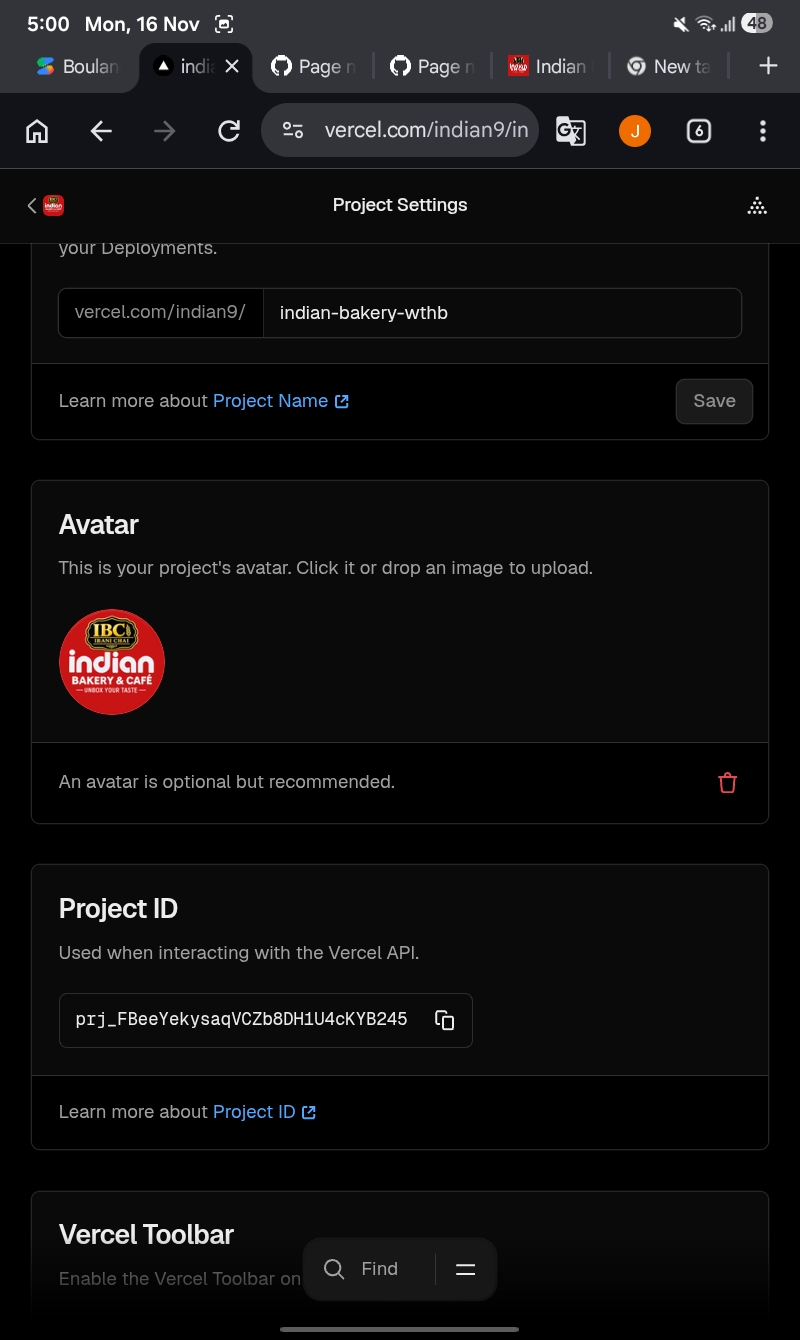 5:00 Mon, 16 Nov
48
Boulan
indi
Page n
Page n
Indian
New ta
vercel.com/indian9/in
J
6
Project Settings
your Deployments.
vercel.com/indian9/
indian-bakery-wthb
Learn more about Project Name
Save
Avatar
This is your project's avatar. Click it or drop an image to upload.
IBC
IRANI CHAI
indian
BAKERY & CAFÉ
UNBOX YOUR TASTE
An avatar is optional but recommended.
Project ID
Used when interacting with the Vercel API.
prj_FBeeYekysaqVCZb8DH1U4cKYB245
Learn more about Project ID
Vercel Toolbar
Enable the Vercel Toolbar on
Find